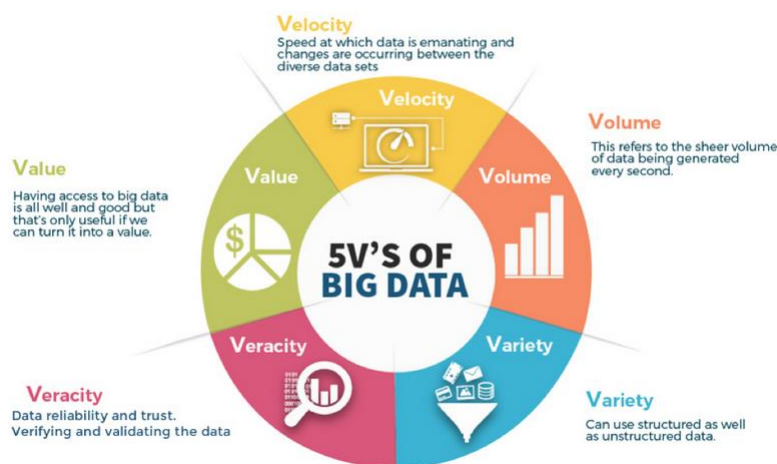 Velocity
Speed at which data is emanating and
changes are occurring between the
diverse data sets
Velocity
Volume
This refers to the sheer volume
of data being generated
every second.
Volume
Value
Having access to big data
is all well and good but
that's only useful if we
can turn it into a value.
Value
$
5V'S OF
BIG DATA
Veracity
Variety
Veracity
Data reliability and trust.
Verifying and validating the data
Variety
Can use structured as well
as unstructured data.